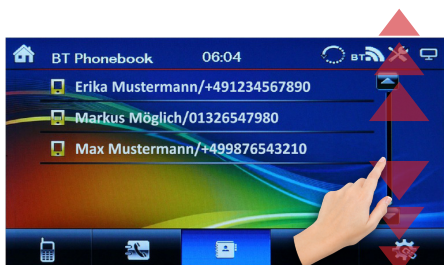 BT Phonebook 06:04 BT
Erika Mustermann/+491234567890
Markus Möglich/01326547980
Max Mustermann/+499876543210